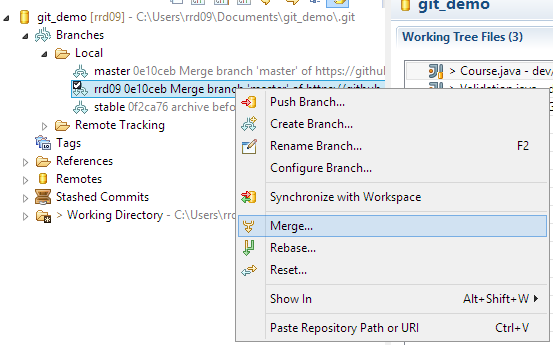 git_demo [rrd09] - C:\Users\rrd09\Documents\git_demo\.git
Branches
Local
master 0e10ceb Merge branch 'master' of https://github
rrd09 0e10ceb Merge branch 'master' of https://github
stable 0f2ca76 archive befo
Remote Tracking
Tags
References
Remotes
Stashed Commits
> Working Directory - C:\Users\rrd
git_demo
Working Tree Files (3)
> Course.java - dev/
> Validation.java - dev
Push Branch...
Create Branch...
Rename Branch... F2
Configure Branch...
Synchronize with Workspace
Merge...
Rebase...
Reset...
Show In Alt+Shift+W
Paste Repository Path or URI Ctrl+V